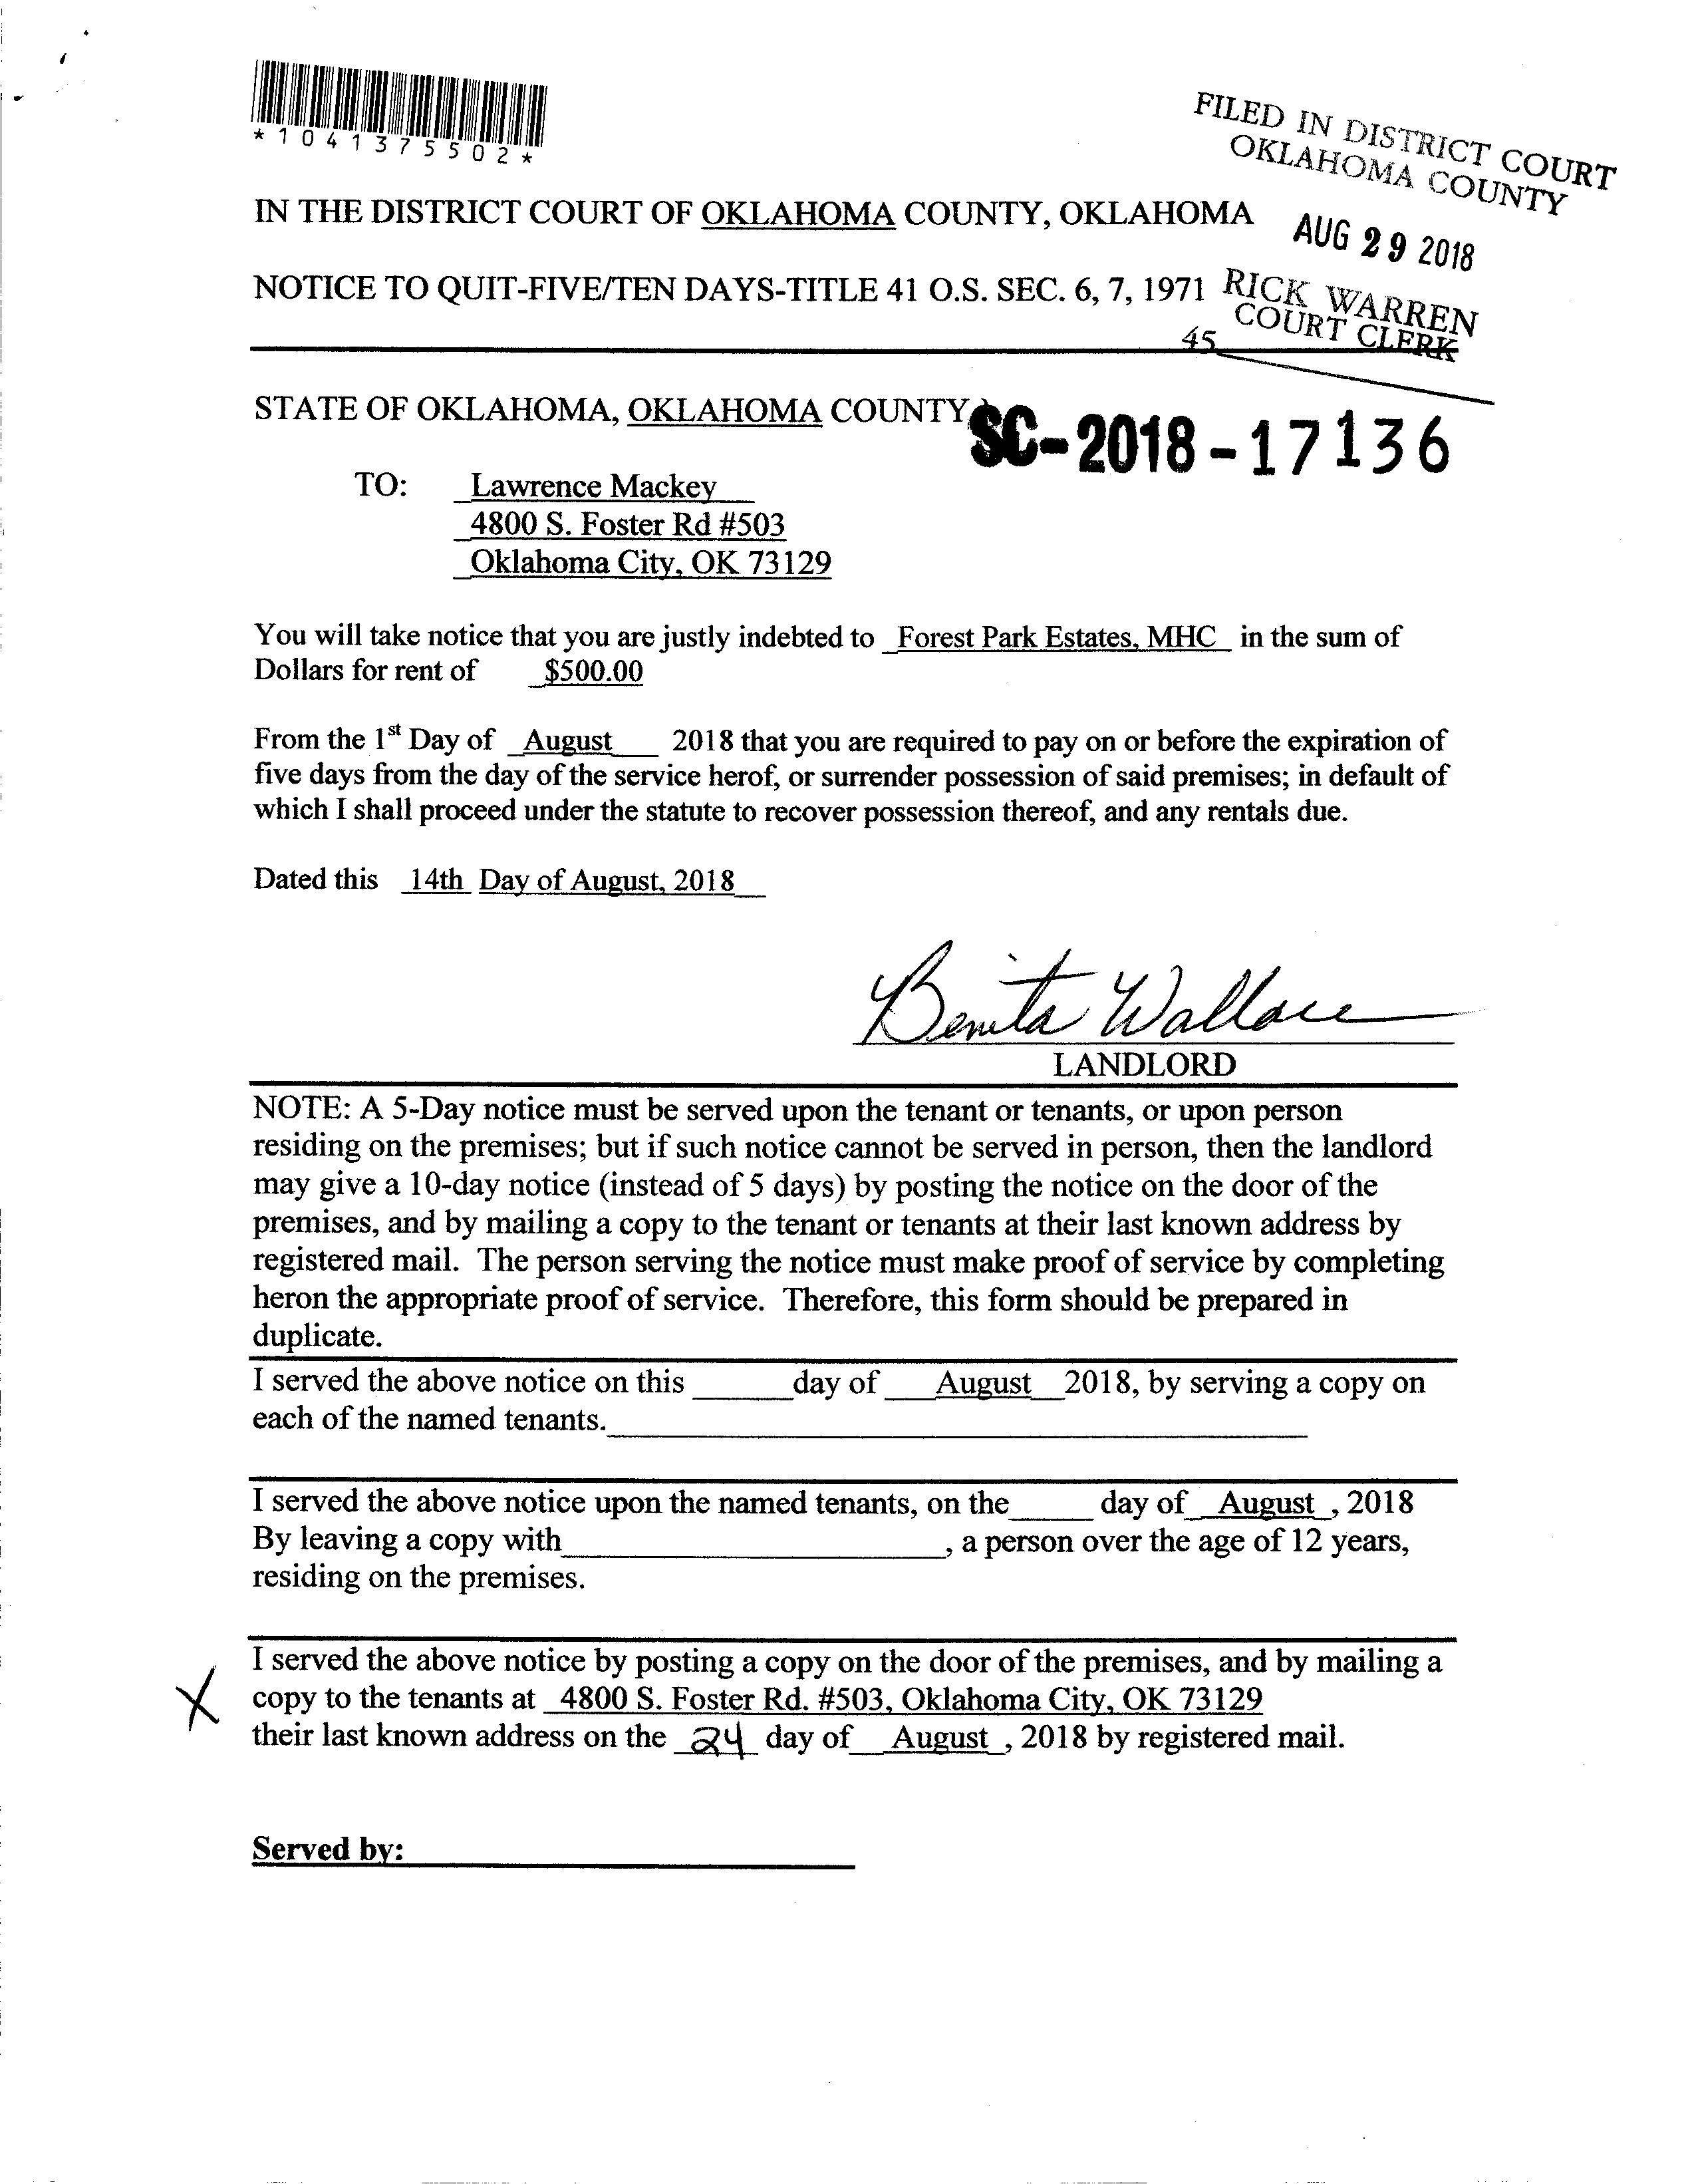 *1041375502*
FILED IN DISTRICT COURT
OKLAHOMA COUNTY
IN THE DISTRICT COURT OF OKLAHOMA COUNTY, OKLAHOMA
AUG 29 2018
NOTICE TO QUIT-FIVE/TEN DAYS-TITLE 41 O.S. SEC. 6, 7, 1971
RICK WARREN
COURT CLERK
45
STATE OF OKLAHOMA, OKLAHOMA COUNTY
SC-2018-17136
TO: Lawrence Mackey
4800 S. Foster Rd #503
Oklahoma City, OK 73129
You will take notice that you are justly indebted to Forest Park Estates, MHC in the sum of
Dollars for rent of $500.00
From the 1st Day of August 2018 that you are required to pay on or before the expiration of
five days from the day of the service herof, or surrender possession of said premises; in default of
which I shall proceed under the statute to recover possession thereof, and any rentals due.
Dated this 14th Day of August, 2018
Benita Wallace
LANDLORD
NOTE: A 5-Day notice must be served upon the tenant or tenants, or upon person
residing on the premises; but if such notice cannot be served in person, then the landlord
may give a 10-day notice (instead of 5 days) by posting the notice on the door of the
premises, and by mailing a copy to the tenant or tenants at their last known address by
registered mail. The person serving the notice must make proof of service by completing
heron the appropriate proof of service. Therefore, this form should be prepared in
duplicate.
I served the above notice on this ______day of ___August__2018, by serving a copy on
each of the named tenants.
I served the above notice upon the named tenants, on the_____ day of__August_, 2018
By leaving a copy with______________________, a person over the age of 12 years,
residing on the premises.
I served the above notice by posting a copy on the door of the premises, and by mailing a
X copy to the tenants at 4800 S. Foster Rd. #503, Oklahoma City, OK 73129
their last known address on the 24 day of August, 2018 by registered mail.
Served by: